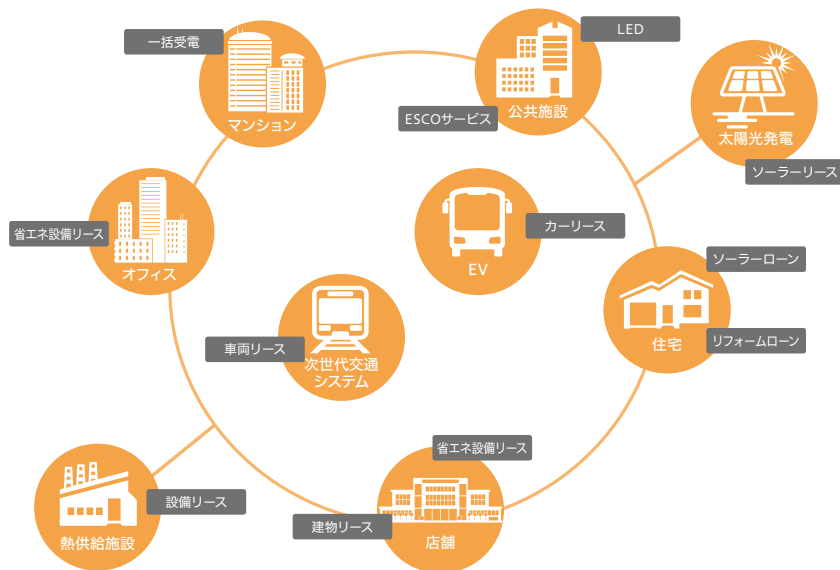 一括受電
マンション
LED
ESCOサービス
公共施設
太陽光発電
ソーラーリース
省エネ設備リース
オフィス
カーリース
EV
ソーラーローン
住宅
リフォームローン
車両リース
次世代交通
システム
省エネ設備リース
建物リース
店舗
設備リース
熱供給施設